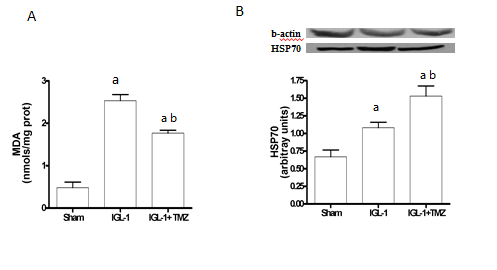 A
B
b-actin
HSP70
MDA
(nmols/mg prot)
3
2
1
0
a
a b
Sham
IGL-1
IGL-1+TMZ
HSP70
(arbitray units)
1.75
1.50
1.25
1.00
0.75
0.50
0.25
0.00
a
a b
Sham
IGL-1
IGL-1+TMZ